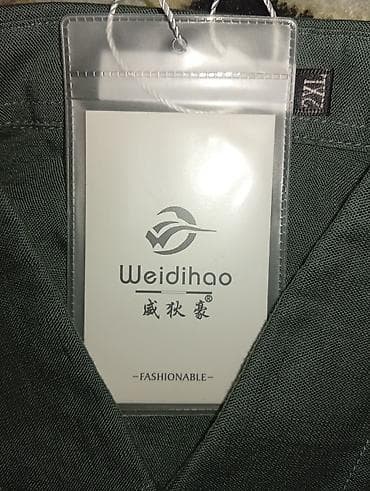 2XL
Weidihao
威狄豪®
-FASHIONABLE-